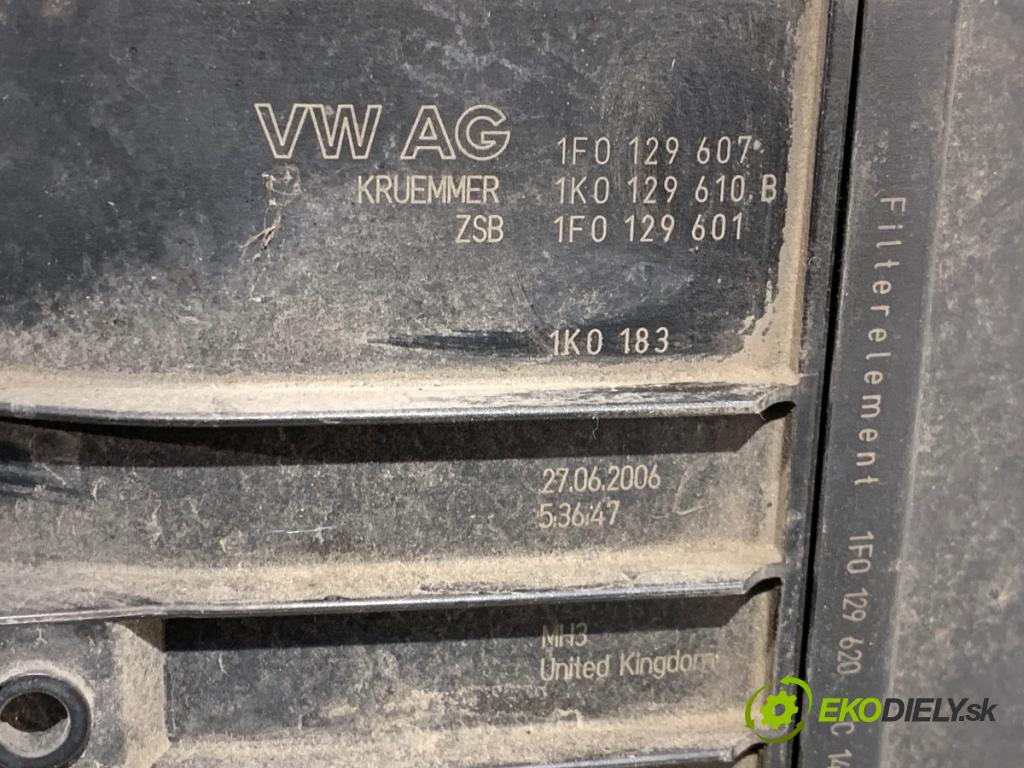 VW AG
1F0 129 607
KRUEMMER 1K0 129 610 B
ZSB 1F0 129 601
1K0 183
27.06.2006
5:36:47
MH3
United Kingdom
Filterelement 1F0 129 620 C 14
EKODIELY.sk